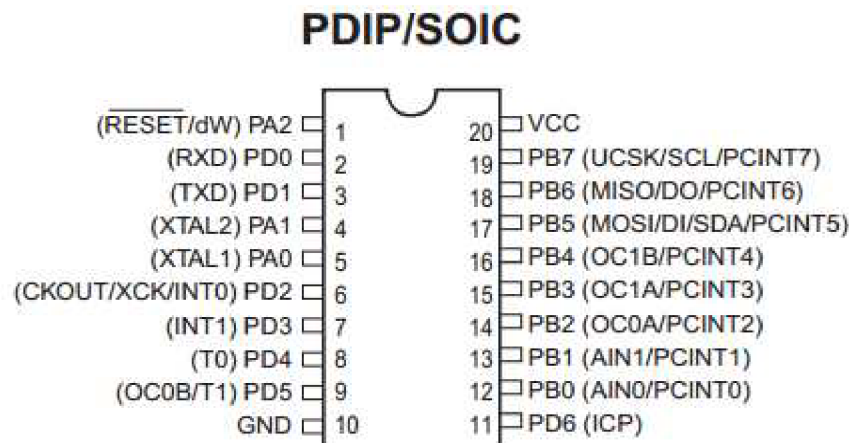 PDIP/SOIC
(RESET/dW) PA2 1 20 VCC
(RXD) PD0 2 19 PB7 (UCSK/SCL/PCINT7)
(TXD) PD1 3 18 PB6 (MISO/DO/PCINT6)
(XTAL2) PA1 4 17 PB5 (MOSI/DI/SDA/PCINT5)
(XTAL1) PA0 5 16 PB4 (OC1B/PCINT4)
(CKOUT/XCK/INT0) PD2 6 15 PB3 (OC1A/PCINT3)
(INT1) PD3 7 14 PB2 (OC0A/PCINT2)
(T0) PD4 8 13 PB1 (AIN1/PCINT1)
(OC0B/T1) PD5 9 12 PB0 (AIN0/PCINT0)
GND 10 11 PD6 (ICP)